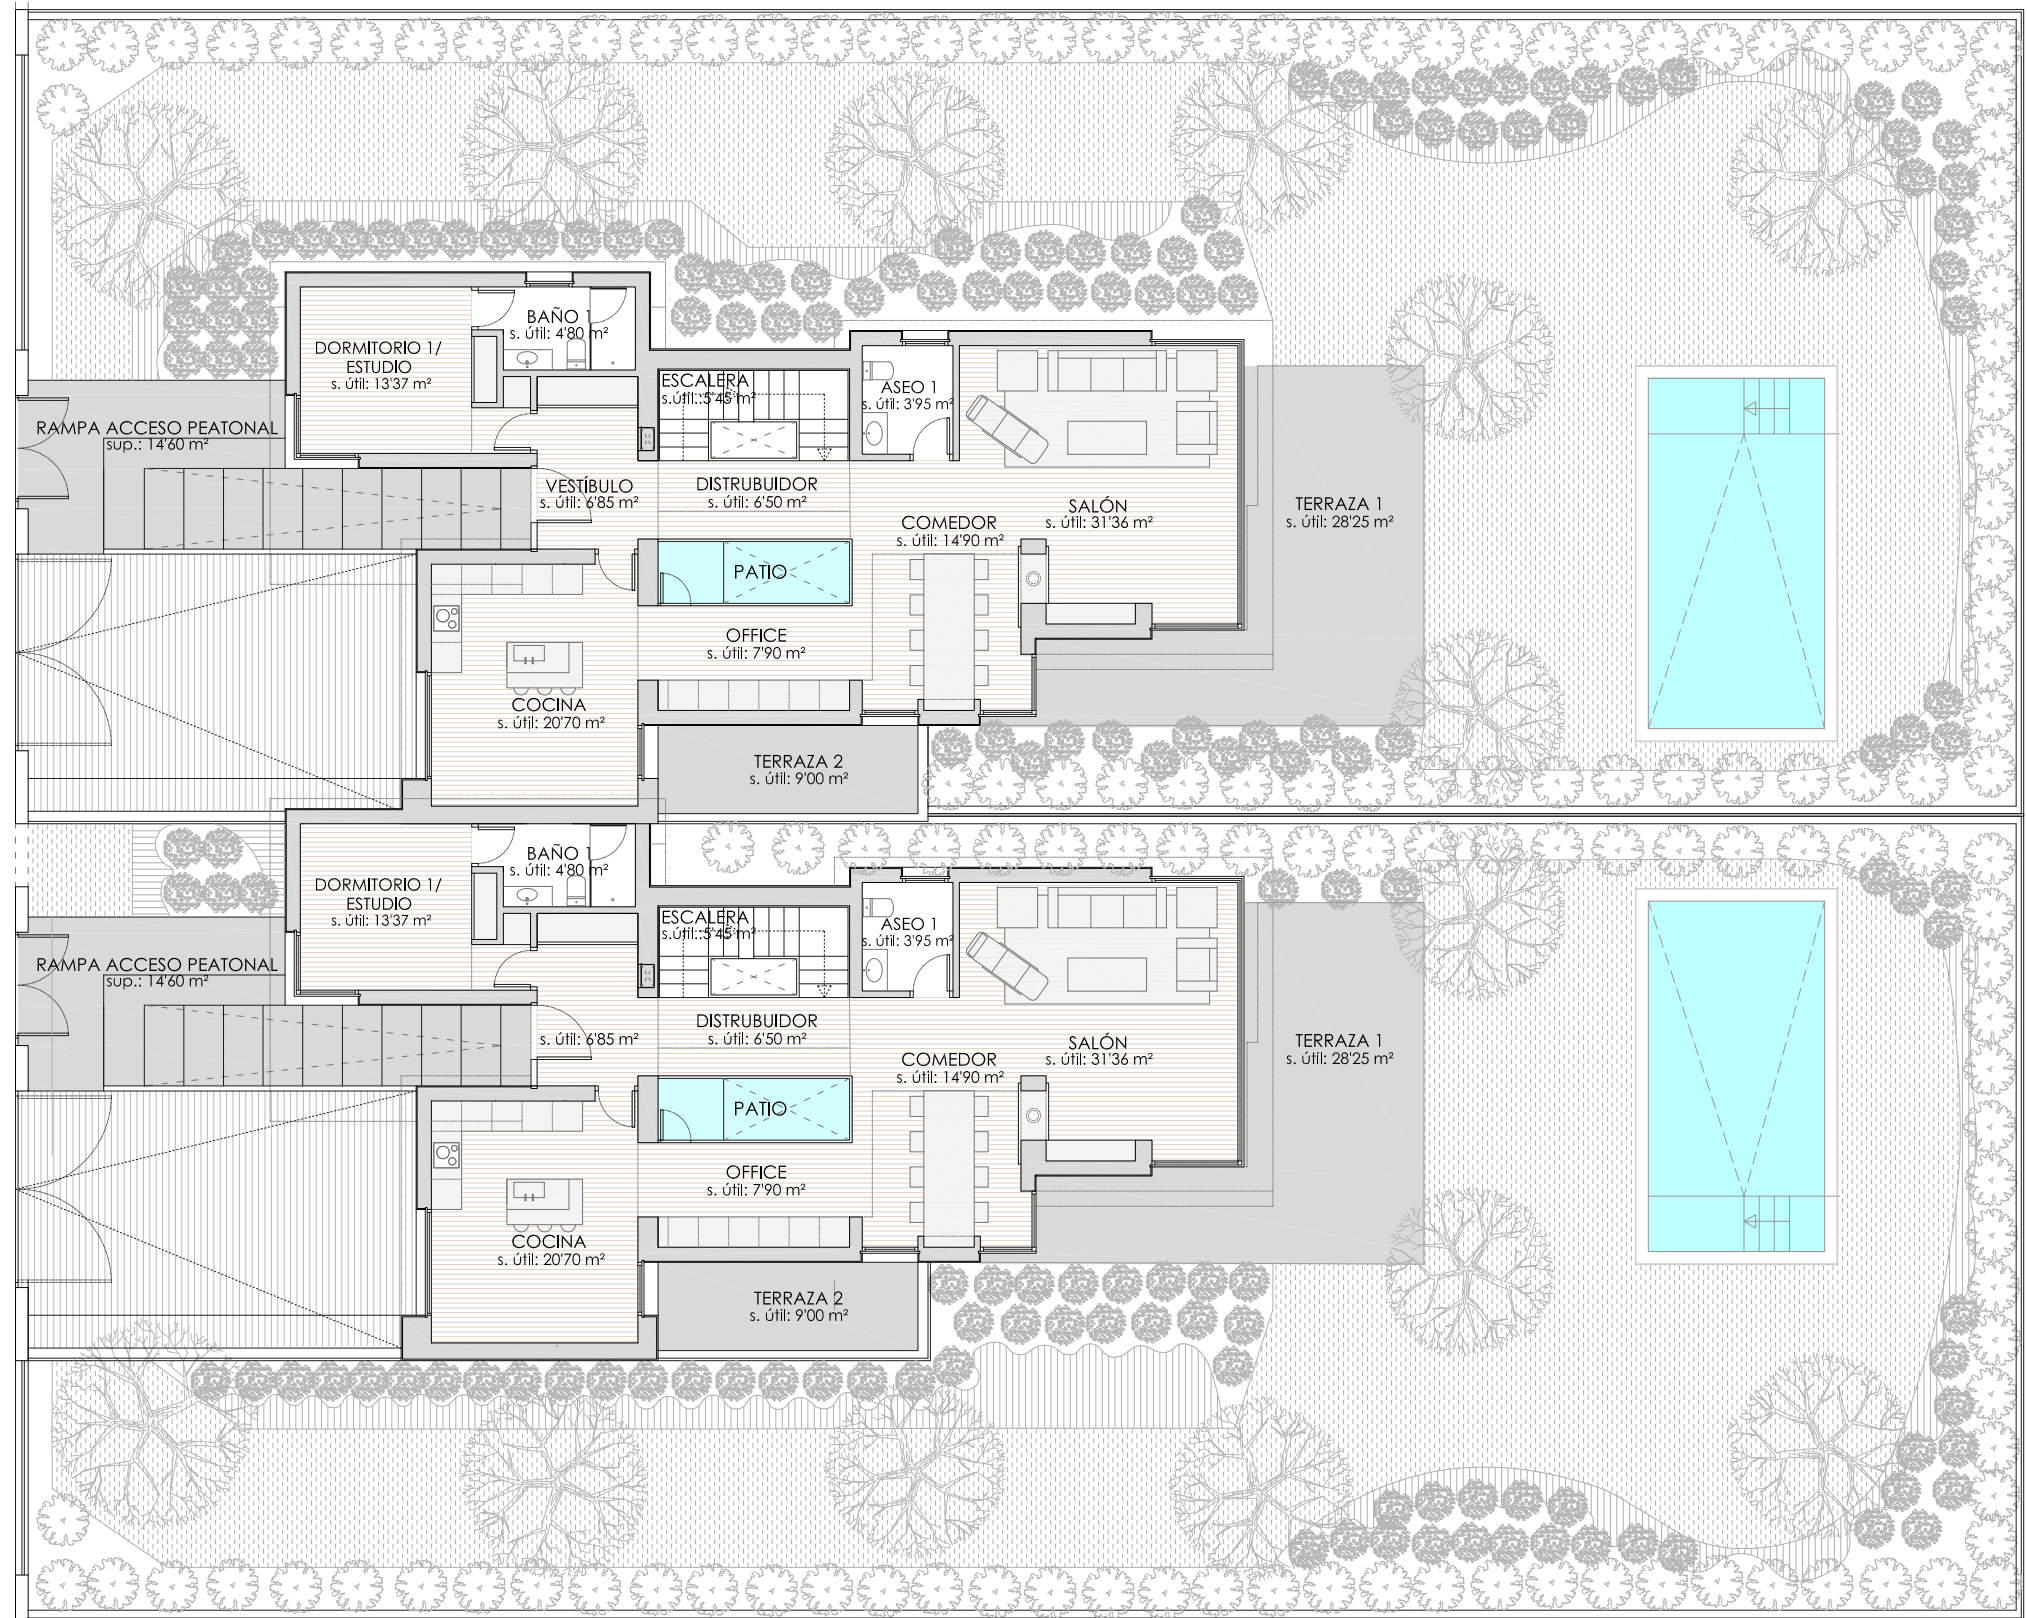 BAÑO 1
s. útil: 4'80 m²
DORMITORIO 1/
ESTUDIO
s. útil: 13'37 m²
ESCALERA
s.útil.:5'45 m²
ASEO 1
s. útil: 3'95 m²
RAMPA ACCESO PEATONAL
sup.: 14'60 m²
VESTÍBULO
s. útil: 6'85 m²
DISTRUBUIDOR
s. útil: 6'50 m²
SALÓN
s. útil: 31'36 m²
TERRAZA 1
s. útil: 28'25 m²
COMEDOR
s. útil: 14'90 m²
PATIO
OFFICE
s. útil: 7'90 m²
COCINA
s. útil: 20'70 m²
TERRAZA 2
s. útil: 9'00 m²
BAÑO 1
s. útil: 4'80 m²
DORMITORIO 1/
ESTUDIO
s. útil: 13'37 m²
ESCALERA
s.útil.:5'45 m²
ASEO 1
s. útil: 3'95 m²
RAMPA ACCESO PEATONAL
sup.: 14'60 m²
s. útil: 6'85 m²
DISTRUBUIDOR
s. útil: 6'50 m²
SALÓN
s. útil: 31'36 m²
TERRAZA 1
s. útil: 28'25 m²
COMEDOR
s. útil: 14'90 m²
PATIO
OFFICE
s. útil: 7'90 m²
COCINA
s. útil: 20'70 m²
TERRAZA 2
s. útil: 9'00 m²